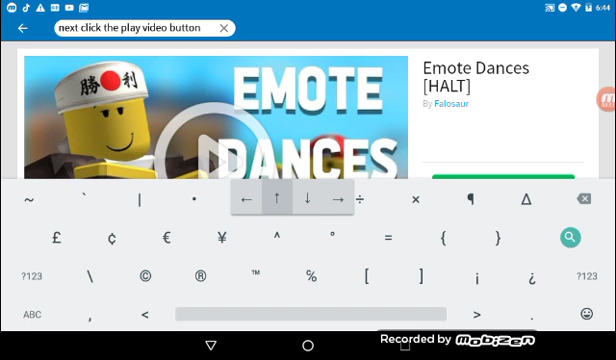 6:44
next click the play video button ×
勝 利
EMOTE
DANCES
Emote Dances
[HALT]
By Falosaur
~ ` | • ← ↑ ↓ → ÷ × ¶ Δ
£ ¢ € ¥ ^ ° = { }
?123 \ © ® ™ % [ ] ¡ ¿ ?123
ABC , < > .
Recorded by mobizen